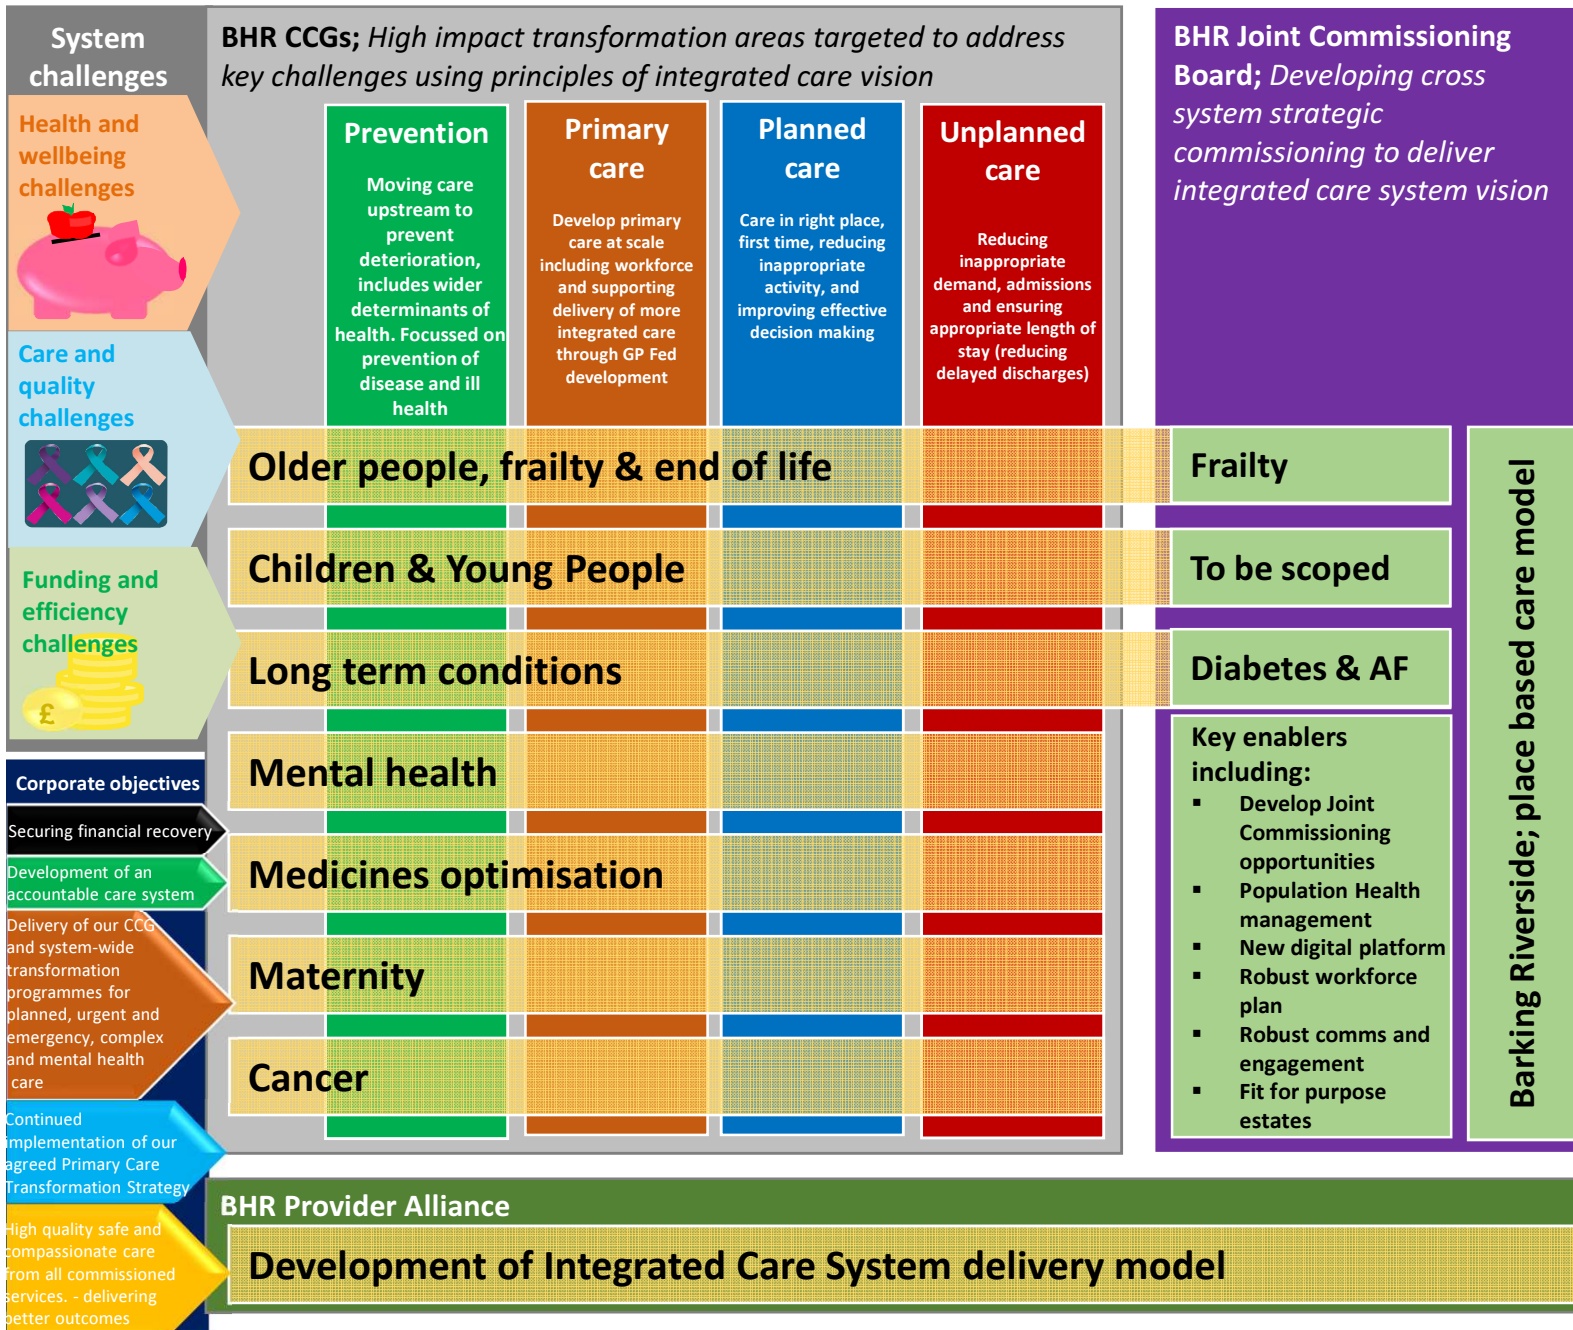 System
challenges
Health and
wellbeing
challenges
Care and
quality
challenges
Funding and
efficiency
challenges
£
Corporate objectives
Securing financial recovery
Development of an
accountable care system
Delivery of our CCG
and system-wide
transformation
programmes for
planned, urgent and
emergency, complex
and mental health
care
Continued
implementation of our
agreed Primary Care
Transformation Strategy
High quality safe and
compassionate care
from all commissioned
services. - delivering
better outcomes
BHR CCGs; High impact transformation areas targeted to address
key challenges using principles of integrated care vision
Prevention
Moving care
upstream to
prevent
deterioration,
includes wider
determinants of
health. Focussed on
prevention of
disease and ill
health
Primary
care
Develop primary
care at scale
including workforce
and supporting
delivery of more
integrated care
through GP Fed
development
Planned
care
Care in right place,
first time, reducing
inappropriate
activity, and
improving effective
decision making
Unplanned
care
Reducing
inappropriate
demand, admissions
and ensuring
appropriate length of
stay (reducing
delayed discharges)
Older people, frailty & end of life
Children & Young People
Long term conditions
Mental health
Medicines optimisation
Maternity
Cancer
BHR Joint Commissioning
Board; Developing cross
system strategic
commissioning to deliver
integrated care system vision
Frailty
To be scoped
Diabetes & AF
Key enablers
including:
▪ Develop Joint
Commissioning
opportunities
▪ Population Health
management
▪ New digital platform
▪ Robust workforce
plan
▪ Robust comms and
engagement
▪ Fit for purpose
estates
Barking Riverside; place based care model
BHR Provider Alliance
Development of Integrated Care System delivery model